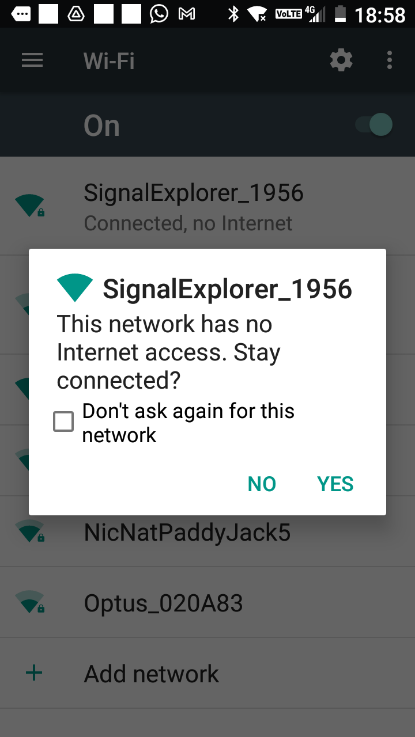 VoLTE 4G 18:58
Wi-Fi
On
SignalExplorer_1956
Connected, no Internet
SignalExplorer_1956
This network has no
Internet access. Stay
connected?
Don't ask again for this
network
NO YES
NicNatPaddyJack5
Optus_020A83
Add network